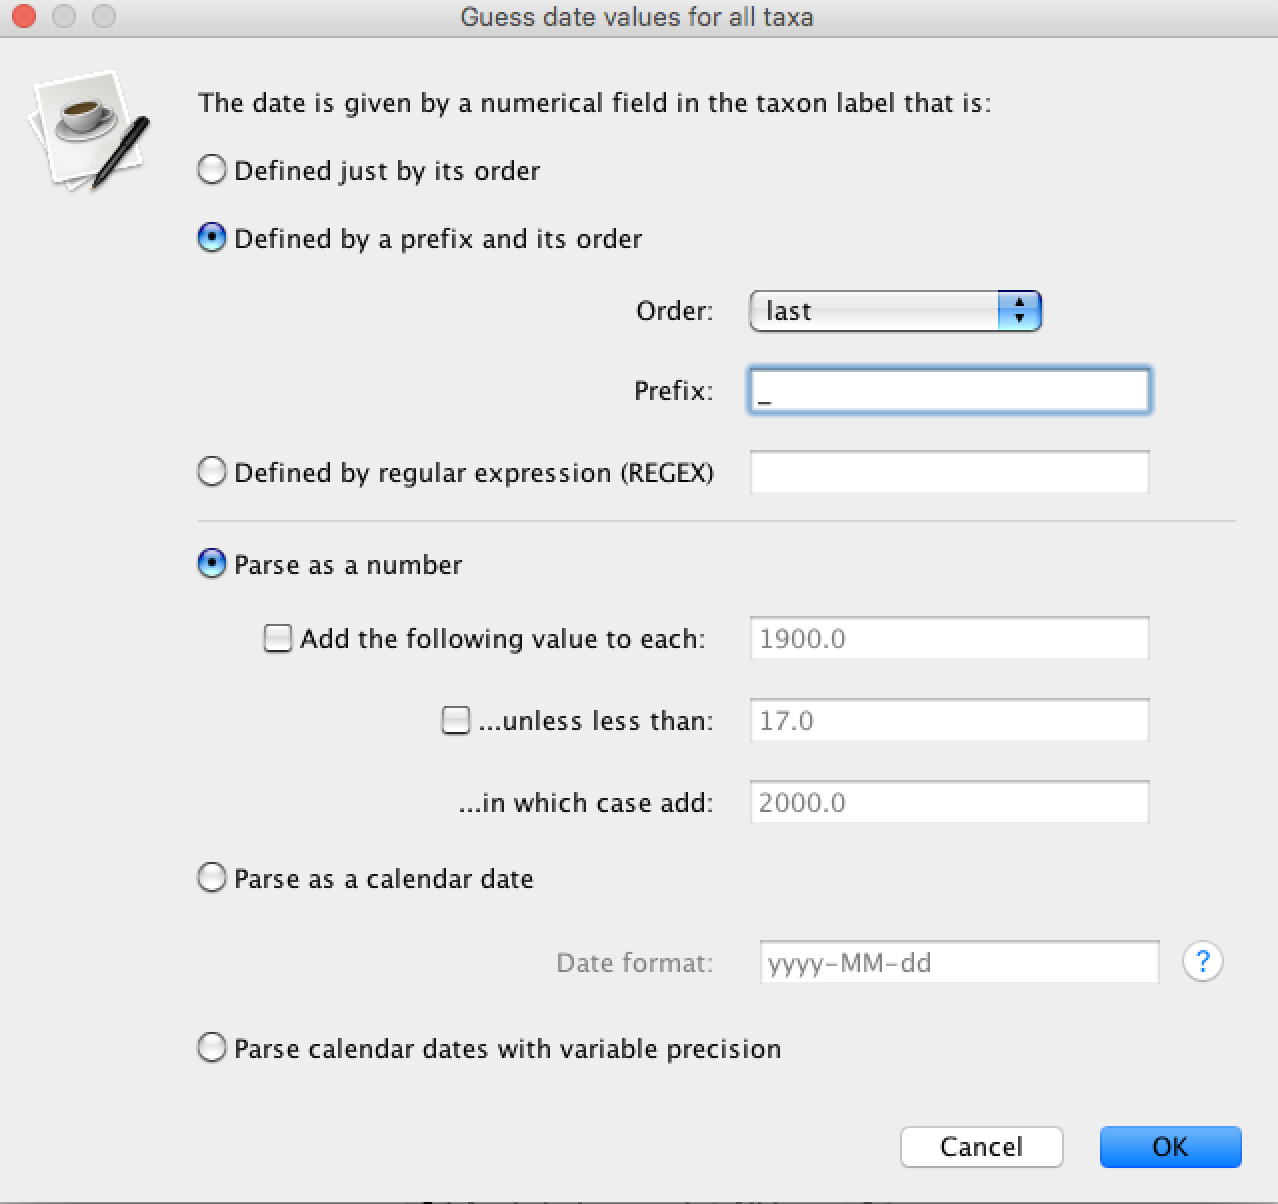 Guess date values for all taxa
The date is given by a numerical field in the taxon label that is:
Defined just by its order
Defined by a prefix and its order
Order: last
Prefix: _
Defined by regular expression (REGEX)
Parse as a number
Add the following value to each: 1900.0
...unless less than: 17.0
...in which case add: 2000.0
Parse as a calendar date
Date format: yyyy-MM-dd ?
Parse calendar dates with variable precision
Cancel OK